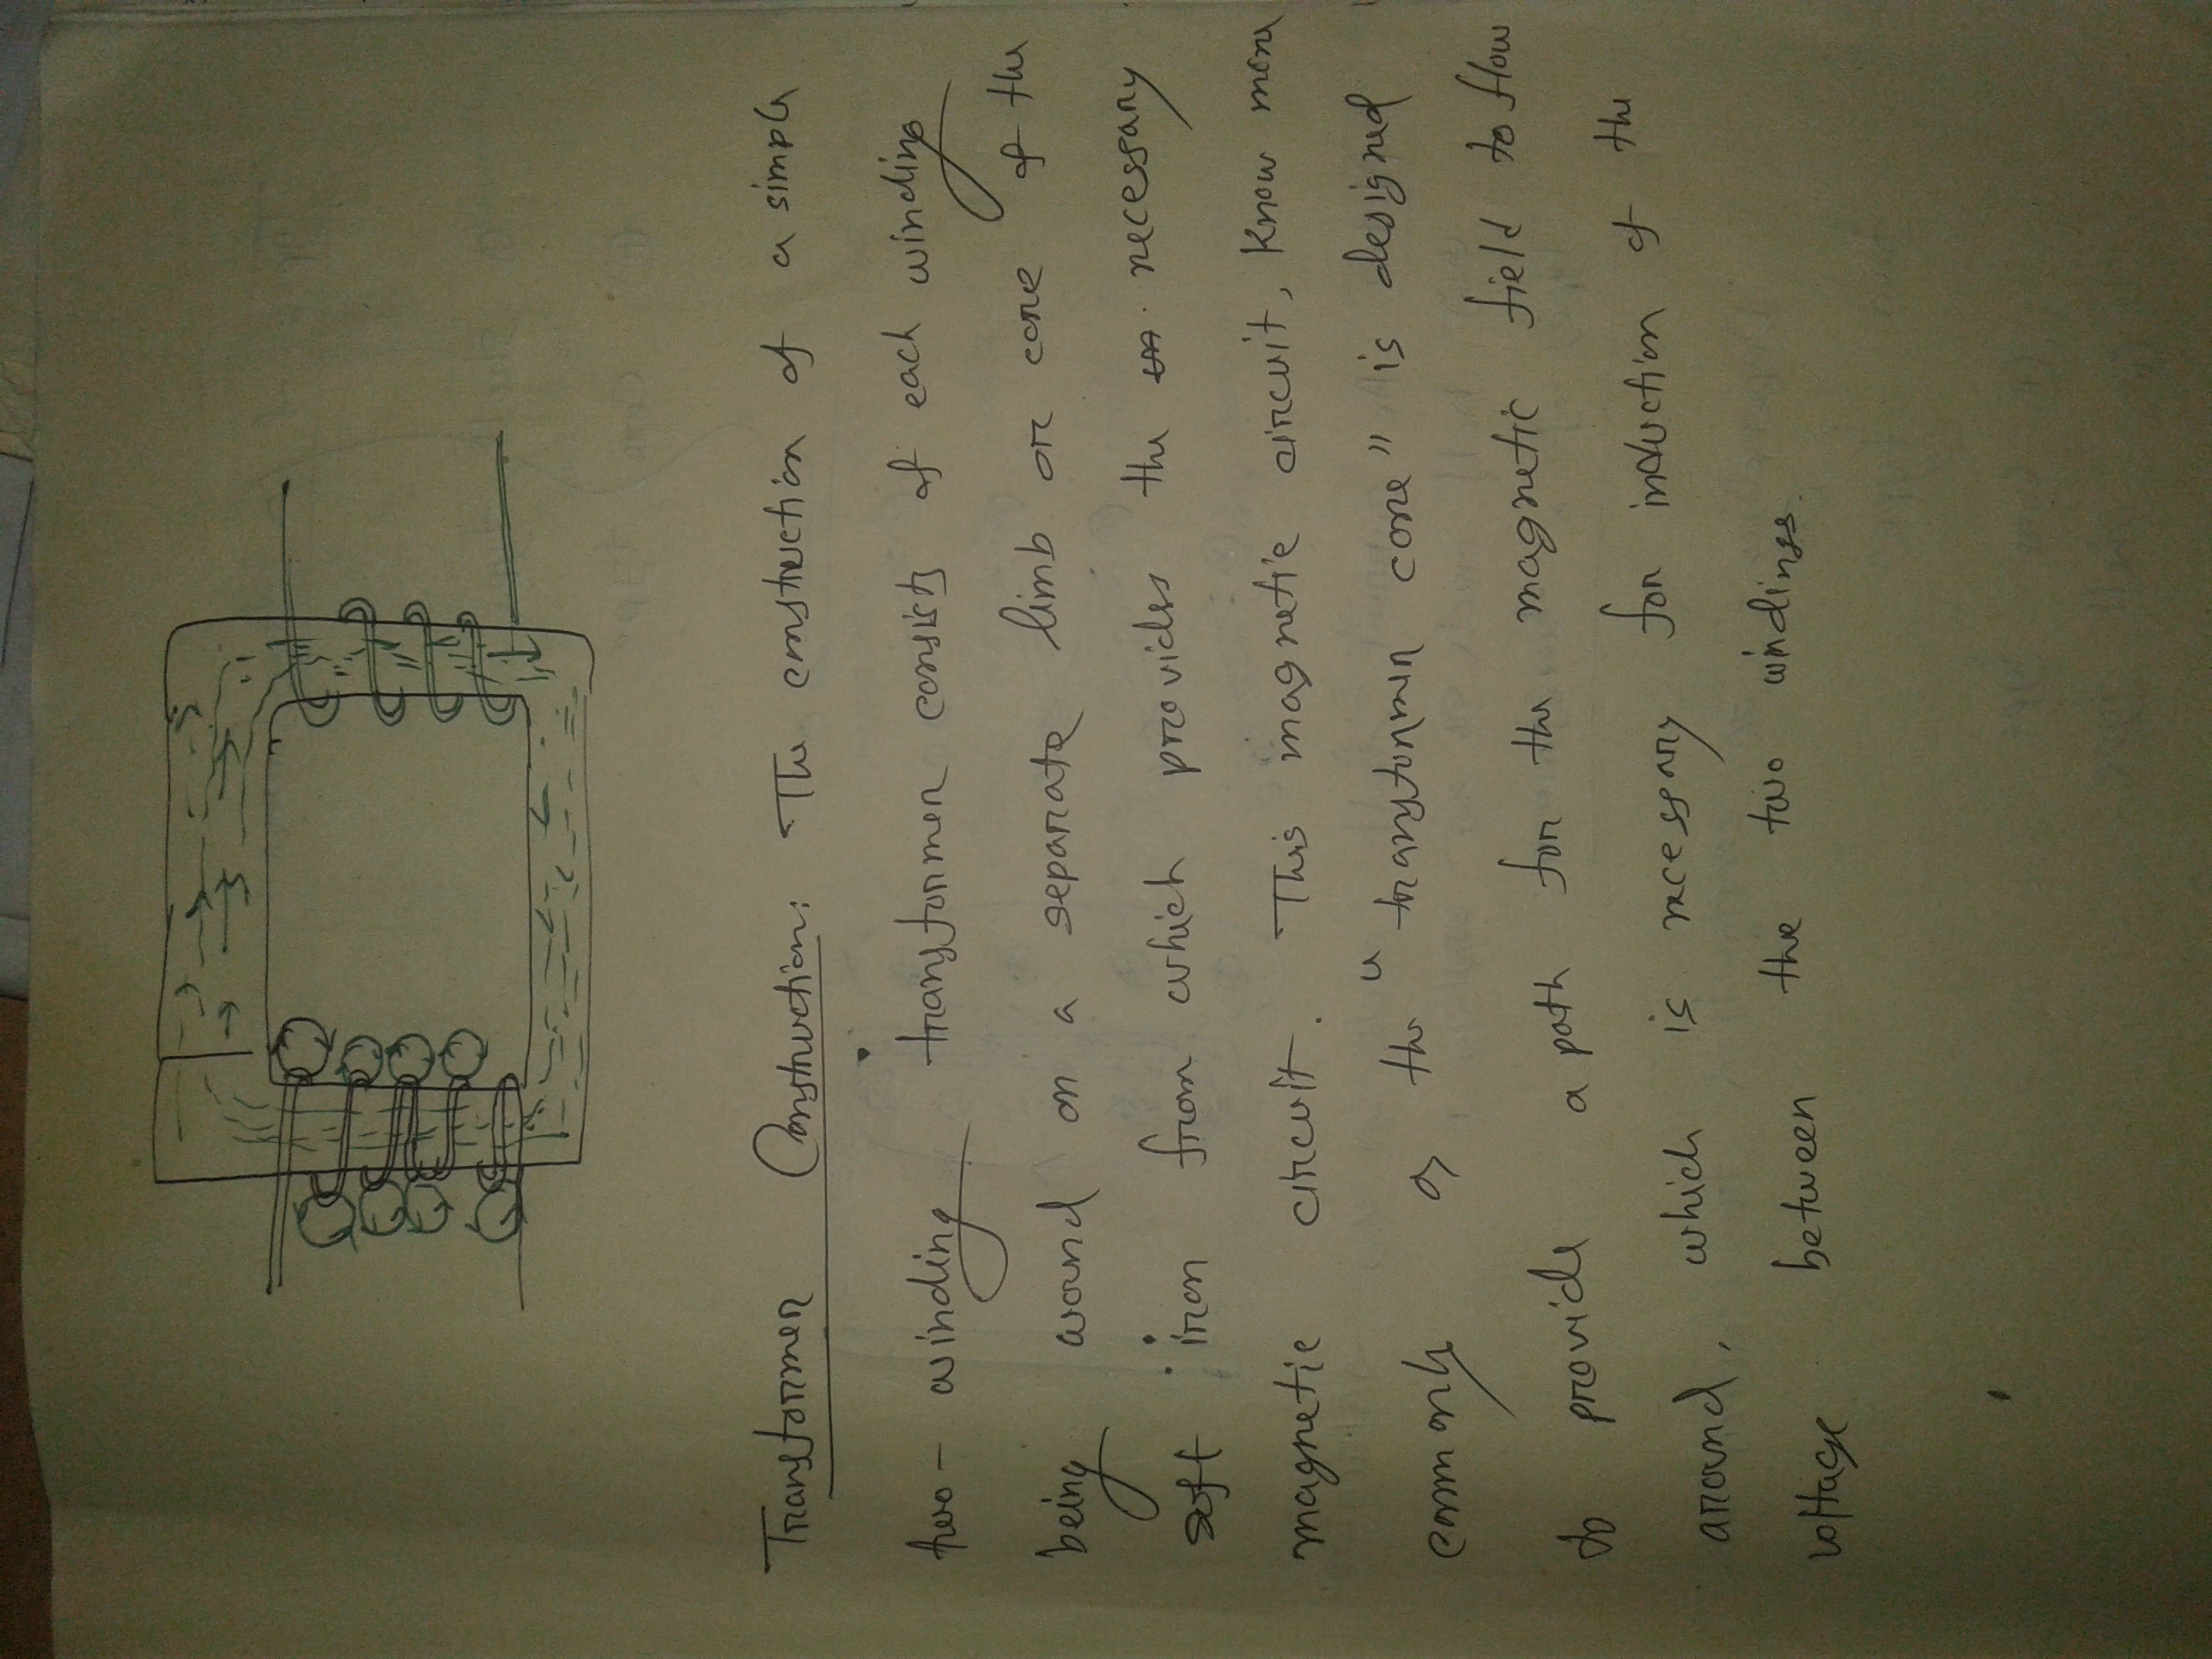 Transformer Construction: The construction of a simple
two- winding transformer consists of each winding
being wound on a separate limb or core of the
soft iron from which provides the necessary
magnetic circuit. This magnetic circuit, know more
commonly as the "transformer core" is designed
to provide a path for the magnetic field to flow
around, which is necessary for induction of the
voltage between the two windings.